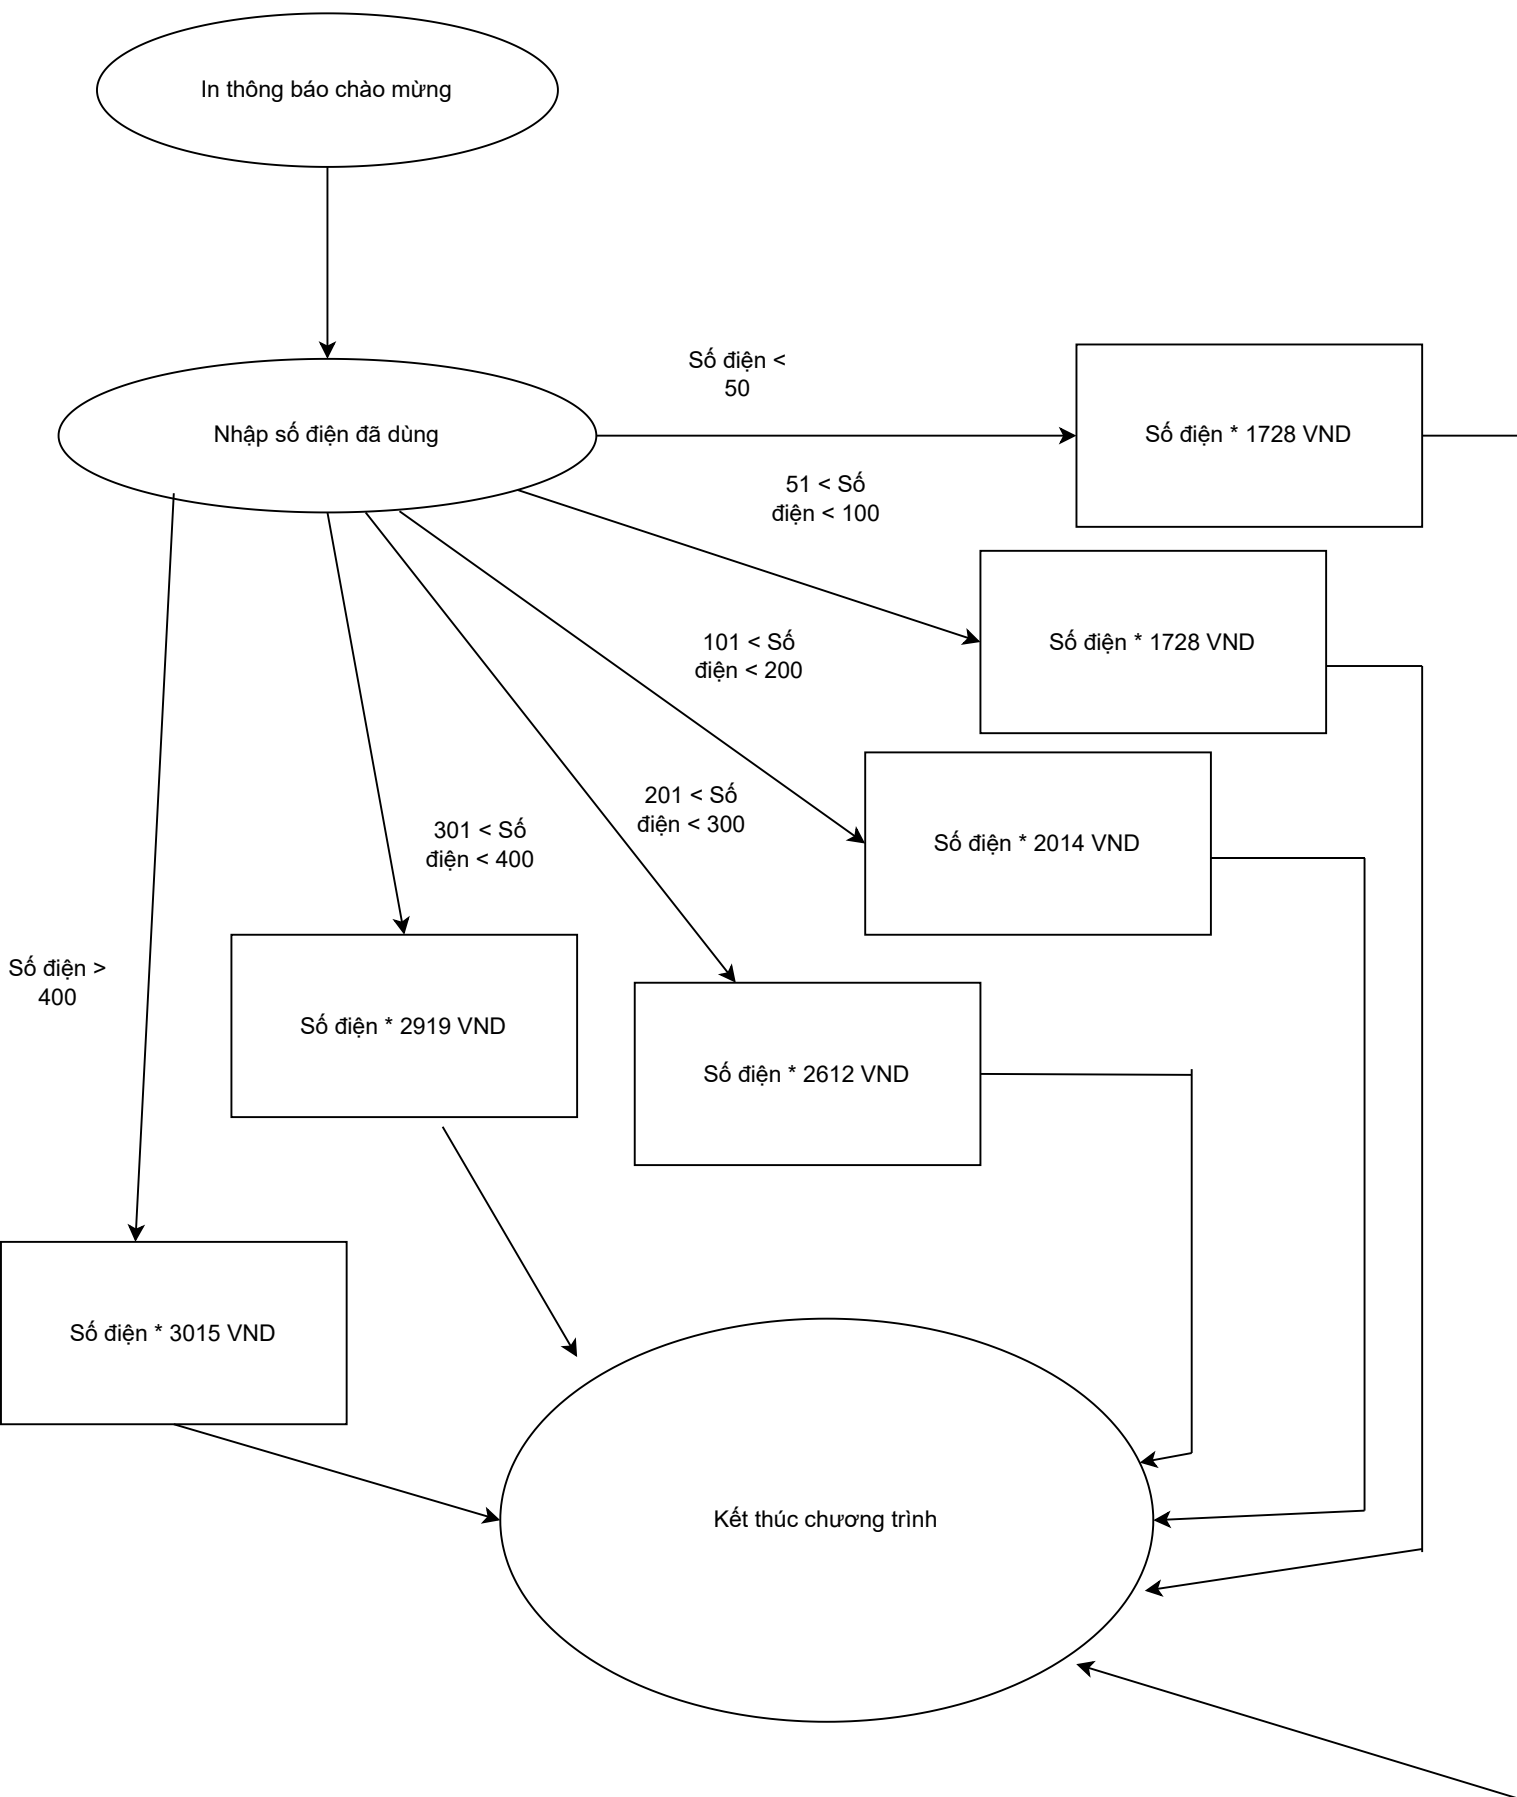 In thông báo chào mừng
Số điện <
50
Nhập số điện đã dùng
Số điện * 1728 VND
51 < Số
điện < 100
101 < Số
điện < 200
Số điện * 1728 VND
201 < Số
điện < 300
301 < Số
điện < 400
Số điện * 2014 VND
Số điện >
400
Số điện * 2919 VND
Số điện * 2612 VND
Số điện * 3015 VND
Kết thúc chương trình